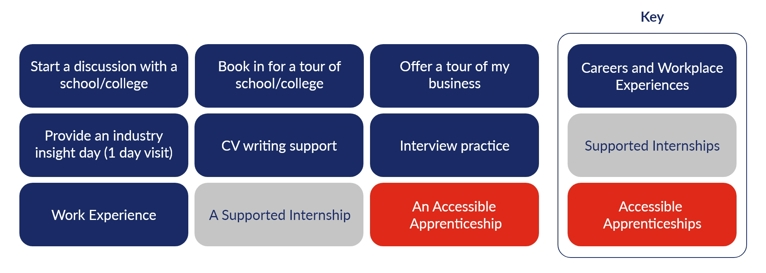 Key
Start a discussion with a
school/college
Book in for a tour of
school/college
Offer a tour of my
business
Careers and Workplace
Experiences
Provide an industry
insight day (1 day visit)
CV writing support
Interview practice
Supported Internships
Work Experience
A Supported Internship
An Accessible
Apprenticeship
Accessible
Apprenticeships